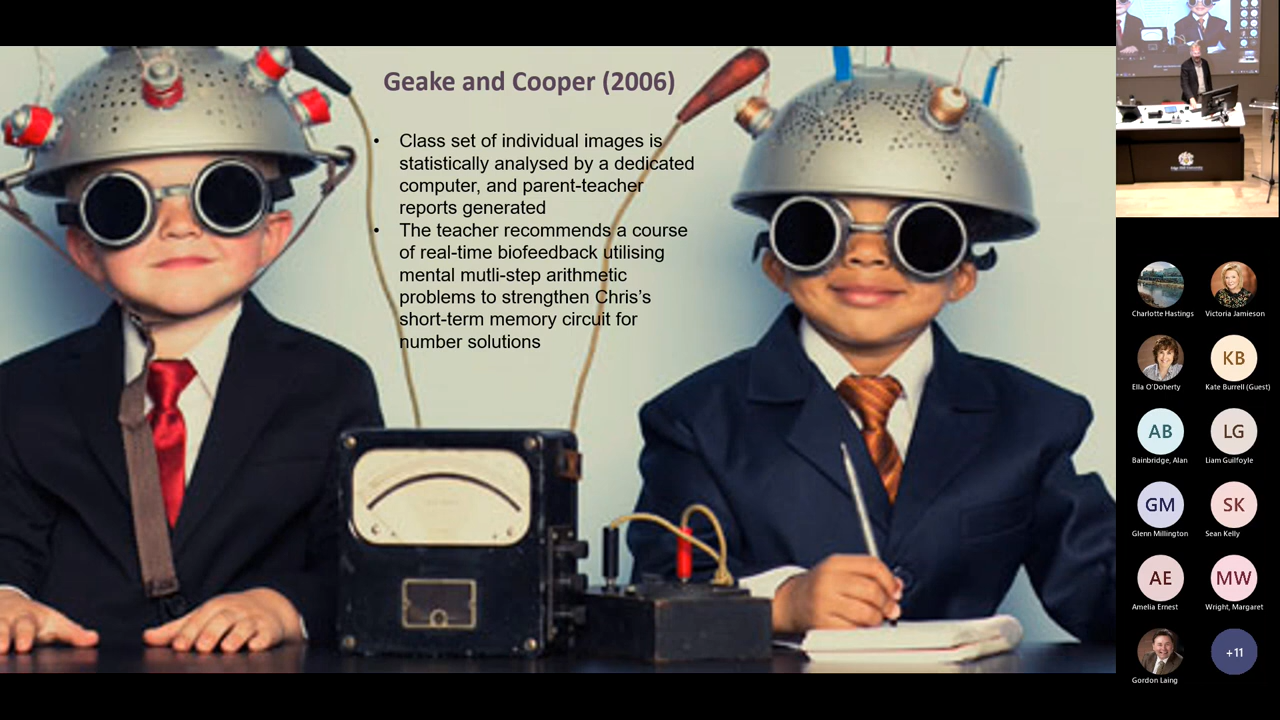 Geake and Cooper (2006)
• Class set of individual images is
statistically analysed by a dedicated
computer, and parent-teacher
reports generated
• The teacher recommends a course
of real-time biofeedback utilising
mental mutli-step arithmetic
problems to strengthen Chris’s
short-term memory circuit for
number solutions
Charlotte Hastings
Victoria Jamieson
Ella O'Doherty
KB
Kate Burrell (Guest)
AB
Bainbridge, Alan
LG
Liam Guilfoyle
GM
Glenn Millington
SK
Sean Kelly
AE
Amelia Ernest
MW
Wright, Margaret
Gordon Laing
+11